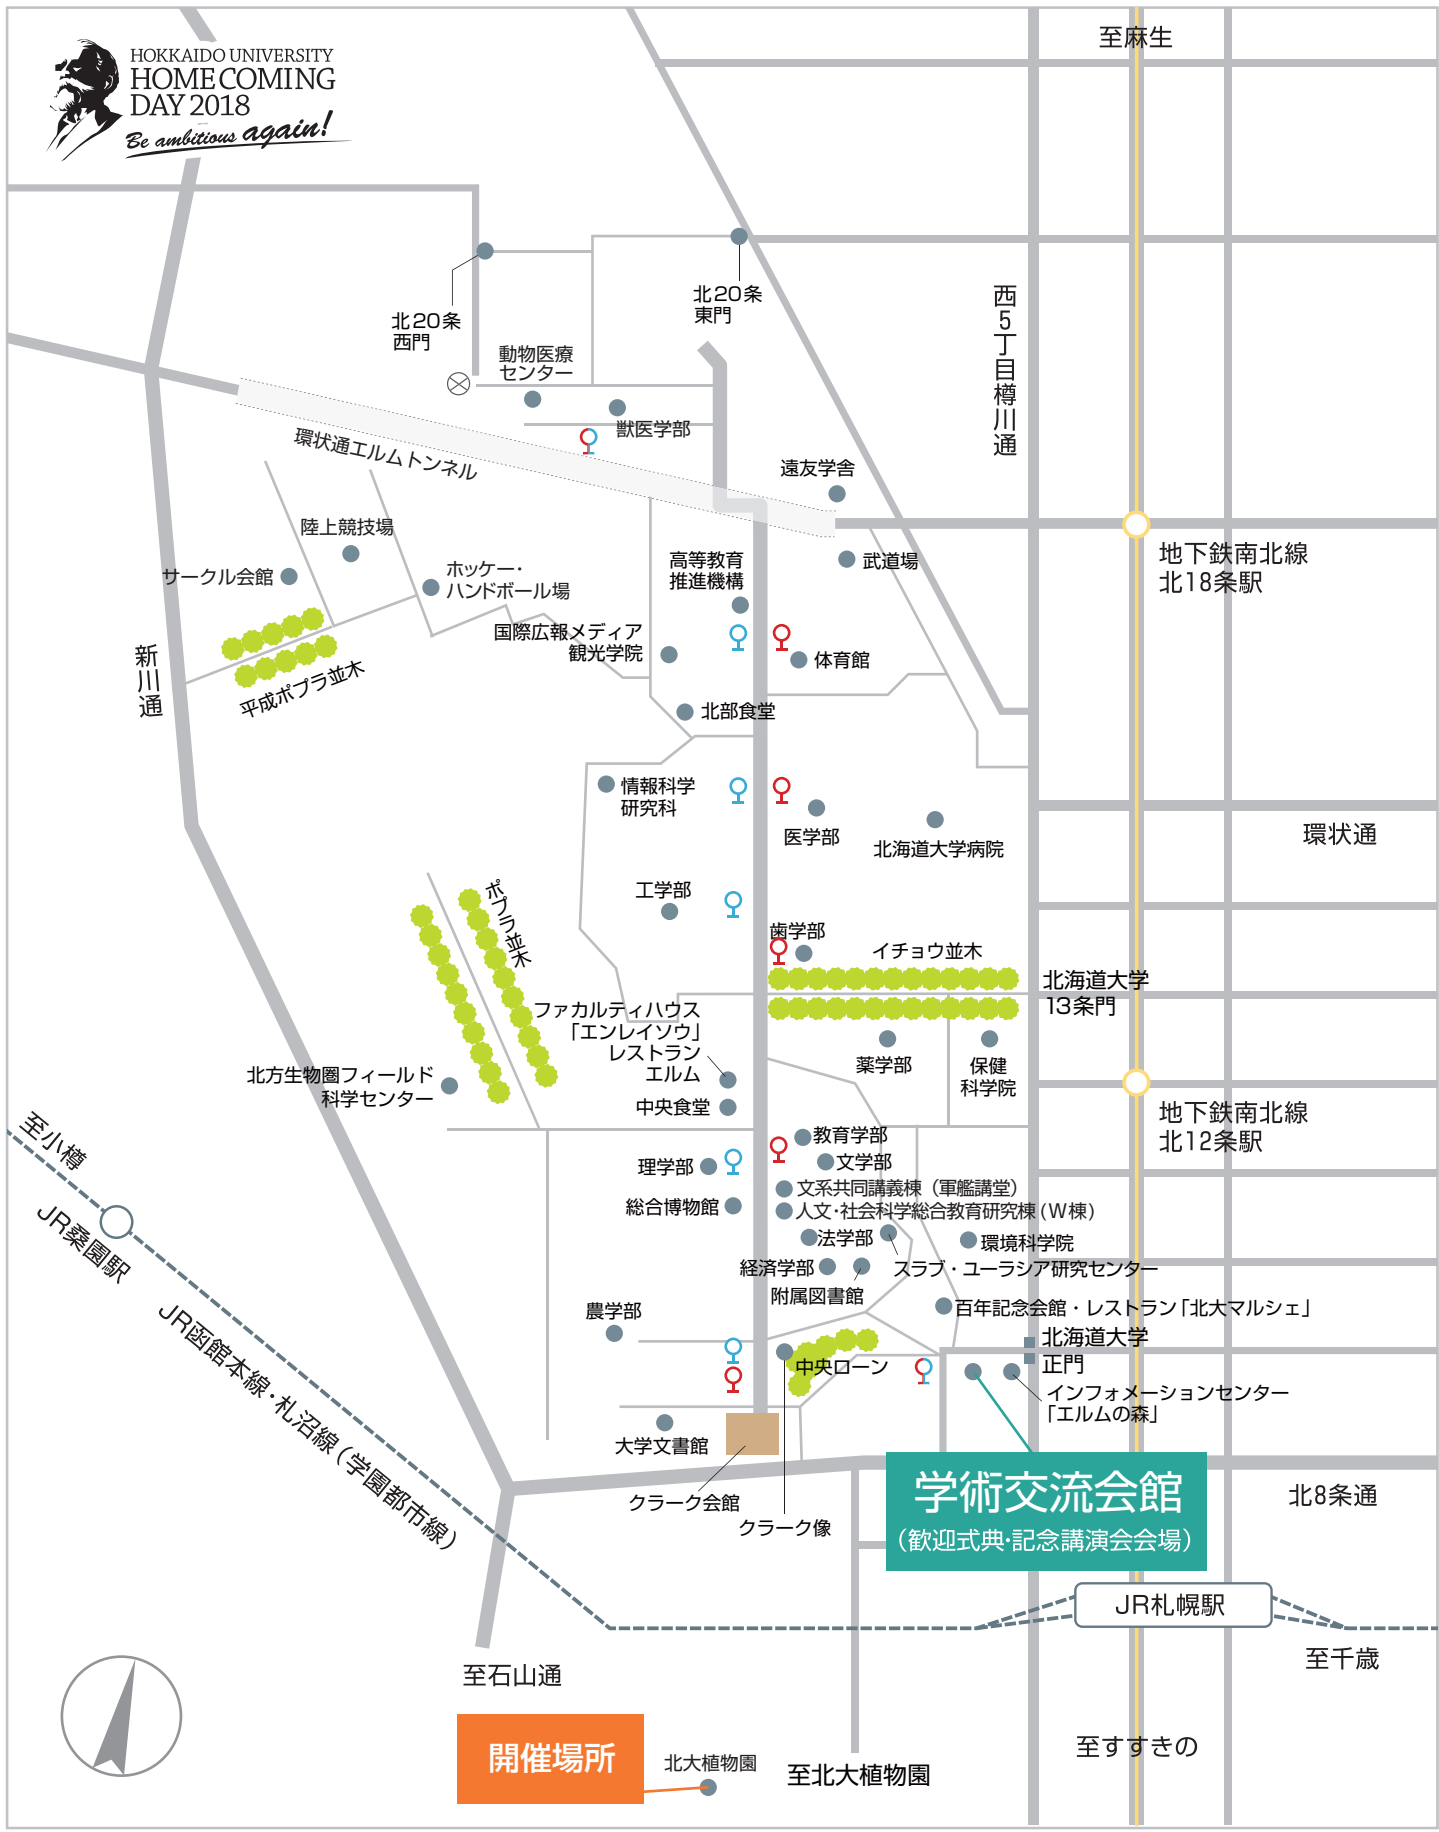 HOKKAIDO UNIVERSITY
HOME COMING
DAY 2018
Be ambitious again!
至麻生
北20条
東門
北20条
西門
西5丁目樽川通
動物医療
センター
獣医学部
環状通エルムトンネル
遠友学舎
陸上競技場
サークル会館
ホッケー・
ハンドボール場
高等教育
推進機構
武道場
地下鉄南北線
北18条駅
国際広報メディア
観光学院
体育館
新川通
平成ポプラ並木
北部食堂
情報科学
研究科
医学部
北海道大学病院
環状通
工学部
ポプラ並木
歯学部
イチョウ並木
北海道大学
13条門
ファカルティハウス
「エンレイソウ」
レストラン
エルム
薬学部
保健
科学院
北方生物圏フィールド
科学センター
中央食堂
地下鉄南北線
北12条駅
至小樽
教育学部
理学部
文学部
文系共同講義棟（軍艦講堂）
総合博物館
人文・社会科学総合教育研究棟(W棟)
JR桑園駅
法学部
環境科学院
経済学部
スラブ・ユーラシア研究センター
附属図書館
農学部
百年記念会館・レストラン「北大マルシェ」
JR函館本線・札沼線（学園都市線）
北海道大学
正門
中央ローン
インフォメーションセンター
「エルムの森」
大学文書館
クラーク会館
クラーク像
学術交流会館
（歓迎式典・記念講演会会場）
北8条通
JR札幌駅
至千歳
至石山通
開催場所
北大植物園
至北大植物園
至すすきの